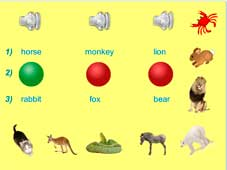 1) horse monkey lion
2)
3) rabbit fox bear